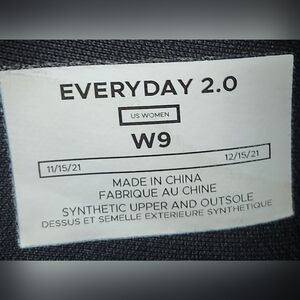 EVERYDAY 2.0
US WOMEN
W9
11/15/21 12/15/21
MADE IN CHINA
FABRIQUE AU CHINE
SYNTHETIC UPPER AND OUTSOLE
DESSUS ET SEMELLE EXTERIEURE SYNTHETIQUE